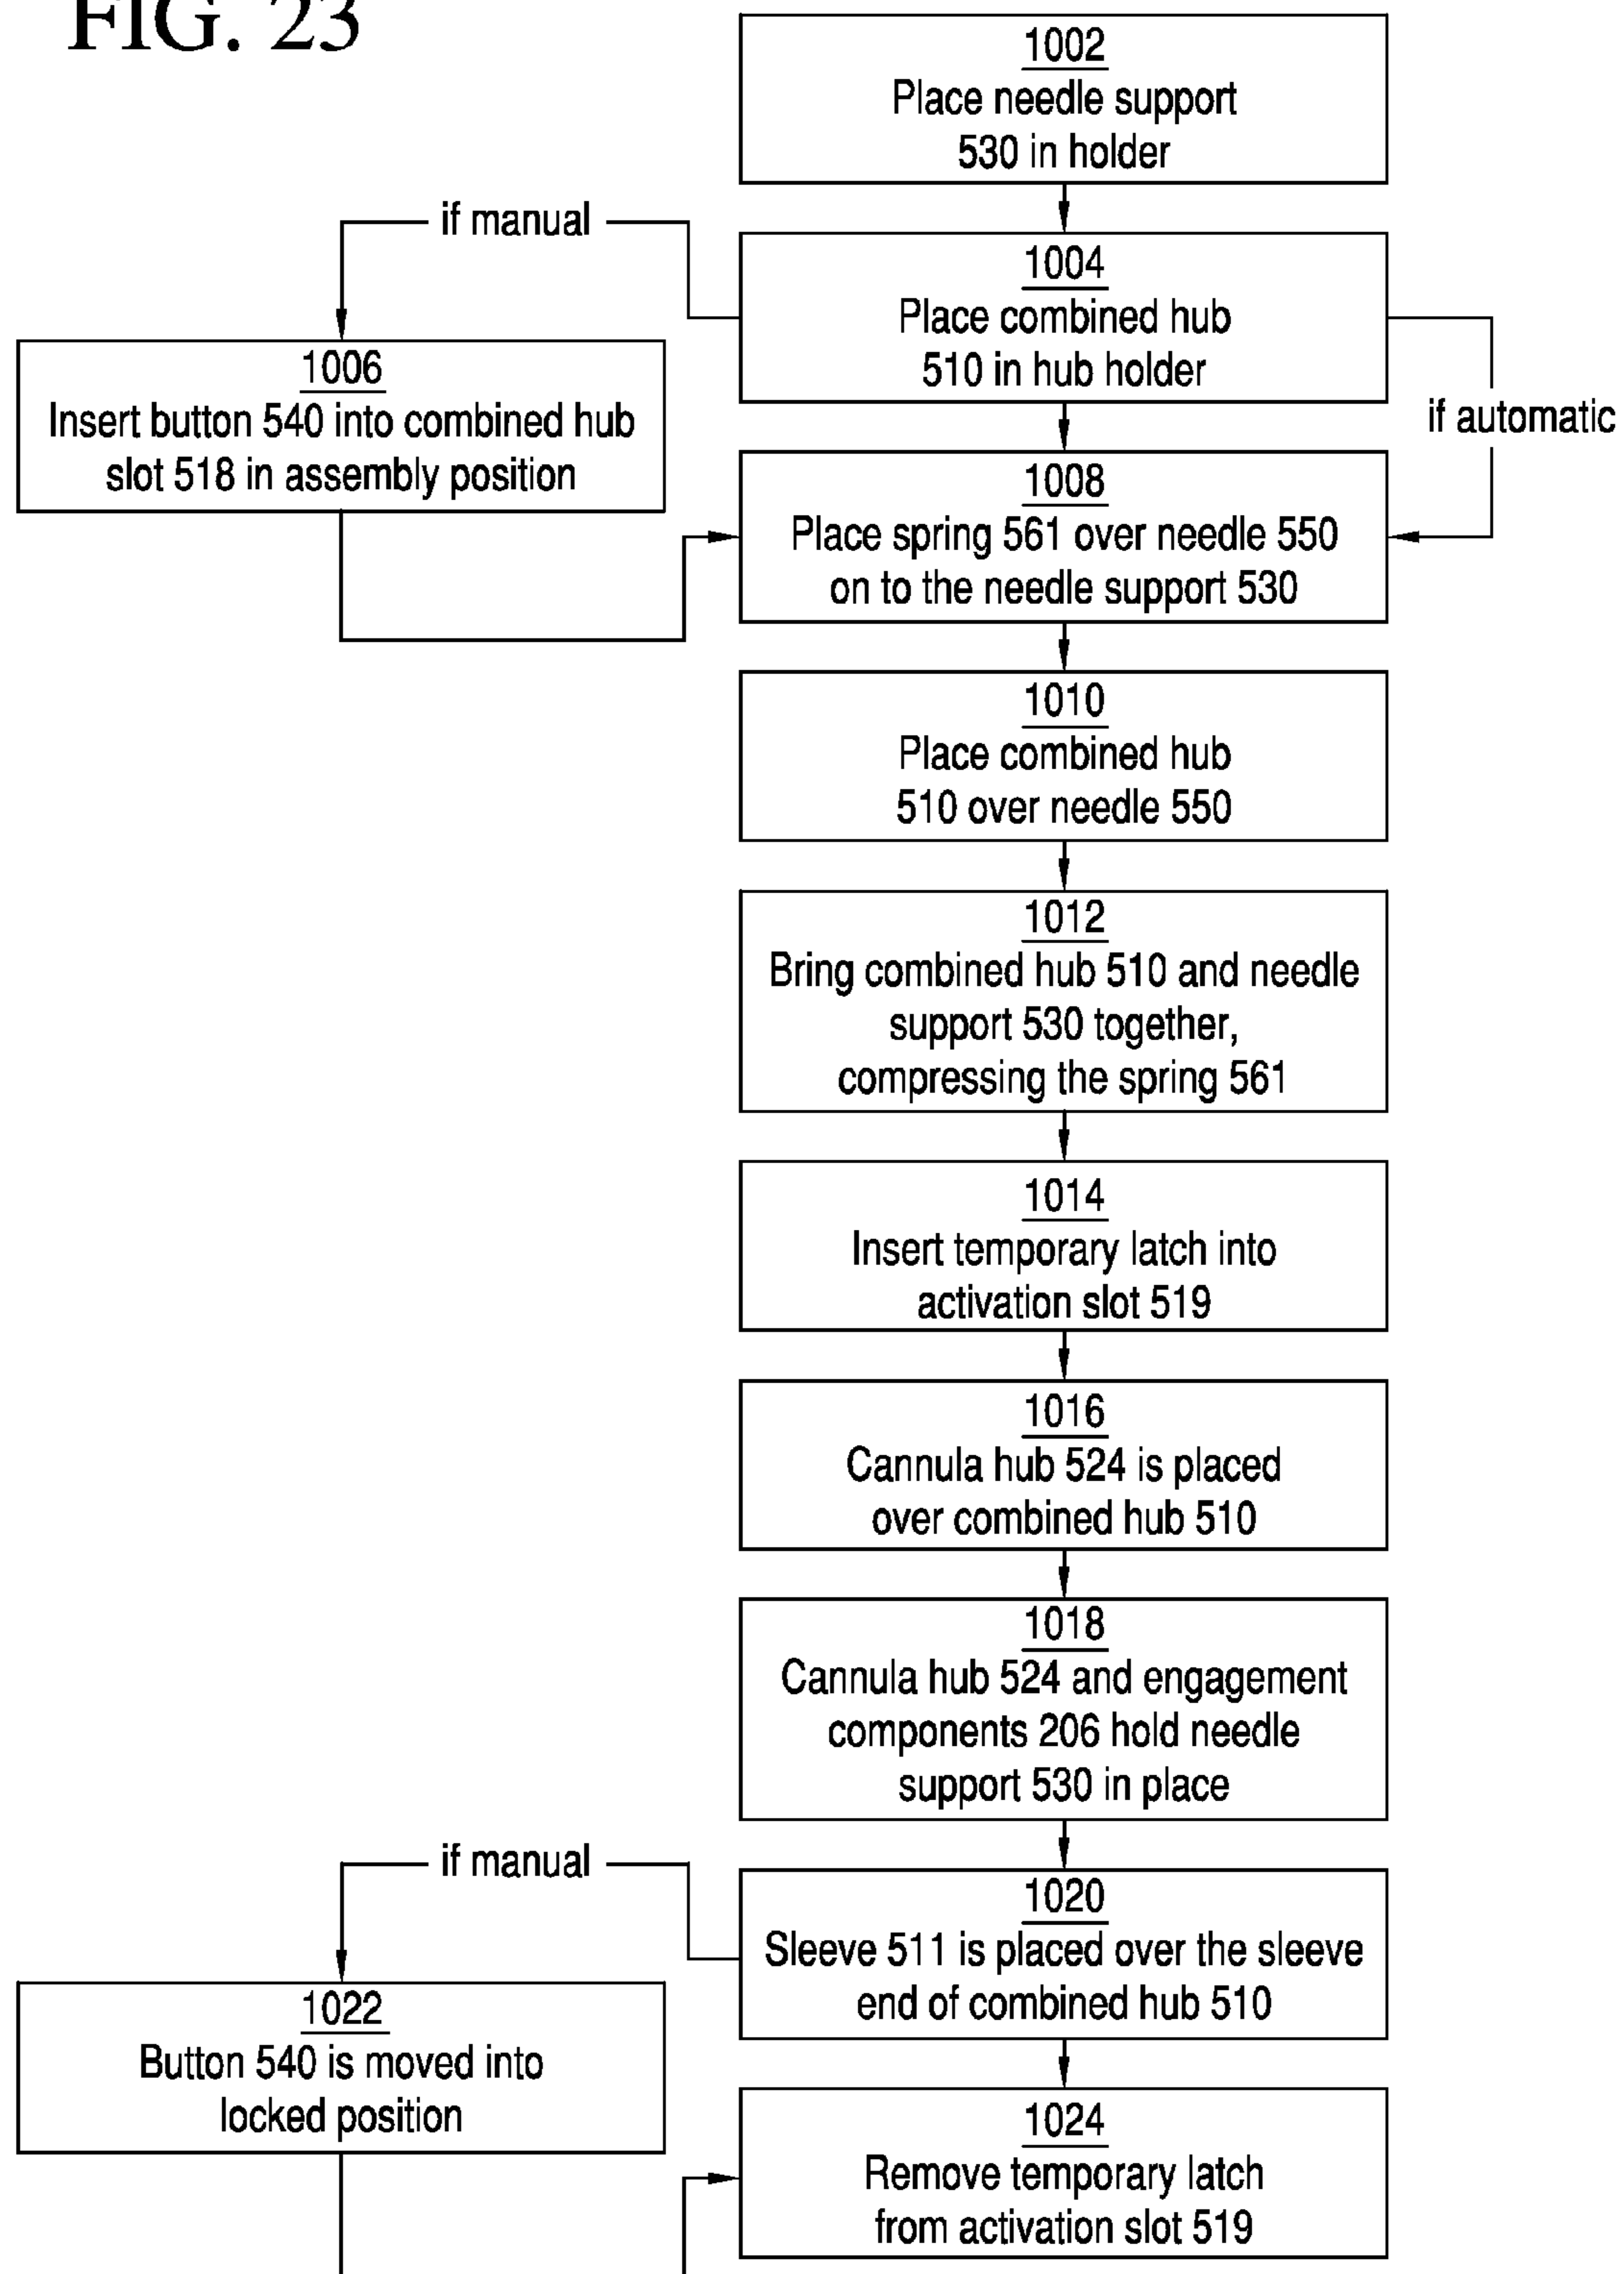 FIG. 23
1002
Place needle support
530 in holder
if manual
1004
Place combined hub
510 in hub holder
if automatic
1006
Insert button 540 into combined hub
slot 518 in assembly position
1008
Place spring 561 over needle 550
on to the needle support 530
1010
Place combined hub
510 over needle 550
1012
Bring combined hub 510 and needle
support 530 together,
compressing the spring 561
1014
Insert temporary latch into
activation slot 519
1016
Cannula hub 524 is placed
over combined hub 510
1018
Cannula hub 524 and engagement
components 206 hold needle
support 530 in place
if manual
1020
Sleeve 511 is placed over the sleeve
end of combined hub 510
1022
Button 540 is moved into
locked position
1024
Remove temporary latch
from activation slot 519